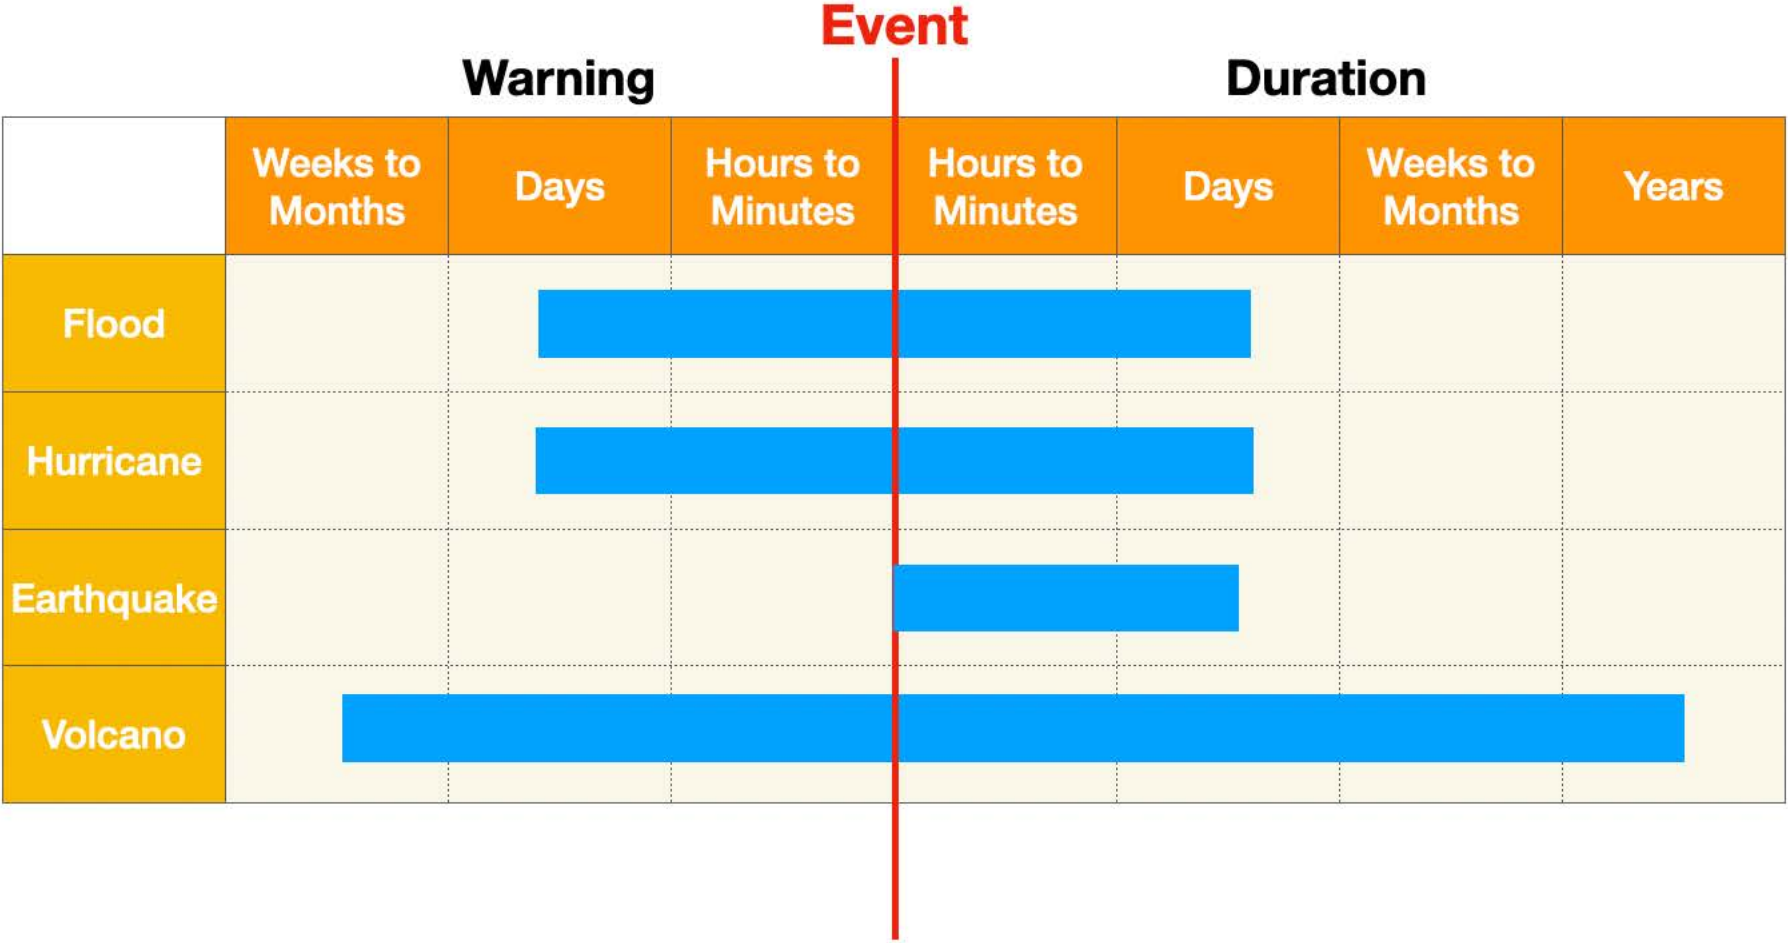 Event
Warning
Duration
Weeks to
Months
Days
Hours to
Minutes
Hours to
Minutes
Days
Weeks to
Months
Years
Flood
Hurricane
Earthquake
Volcano